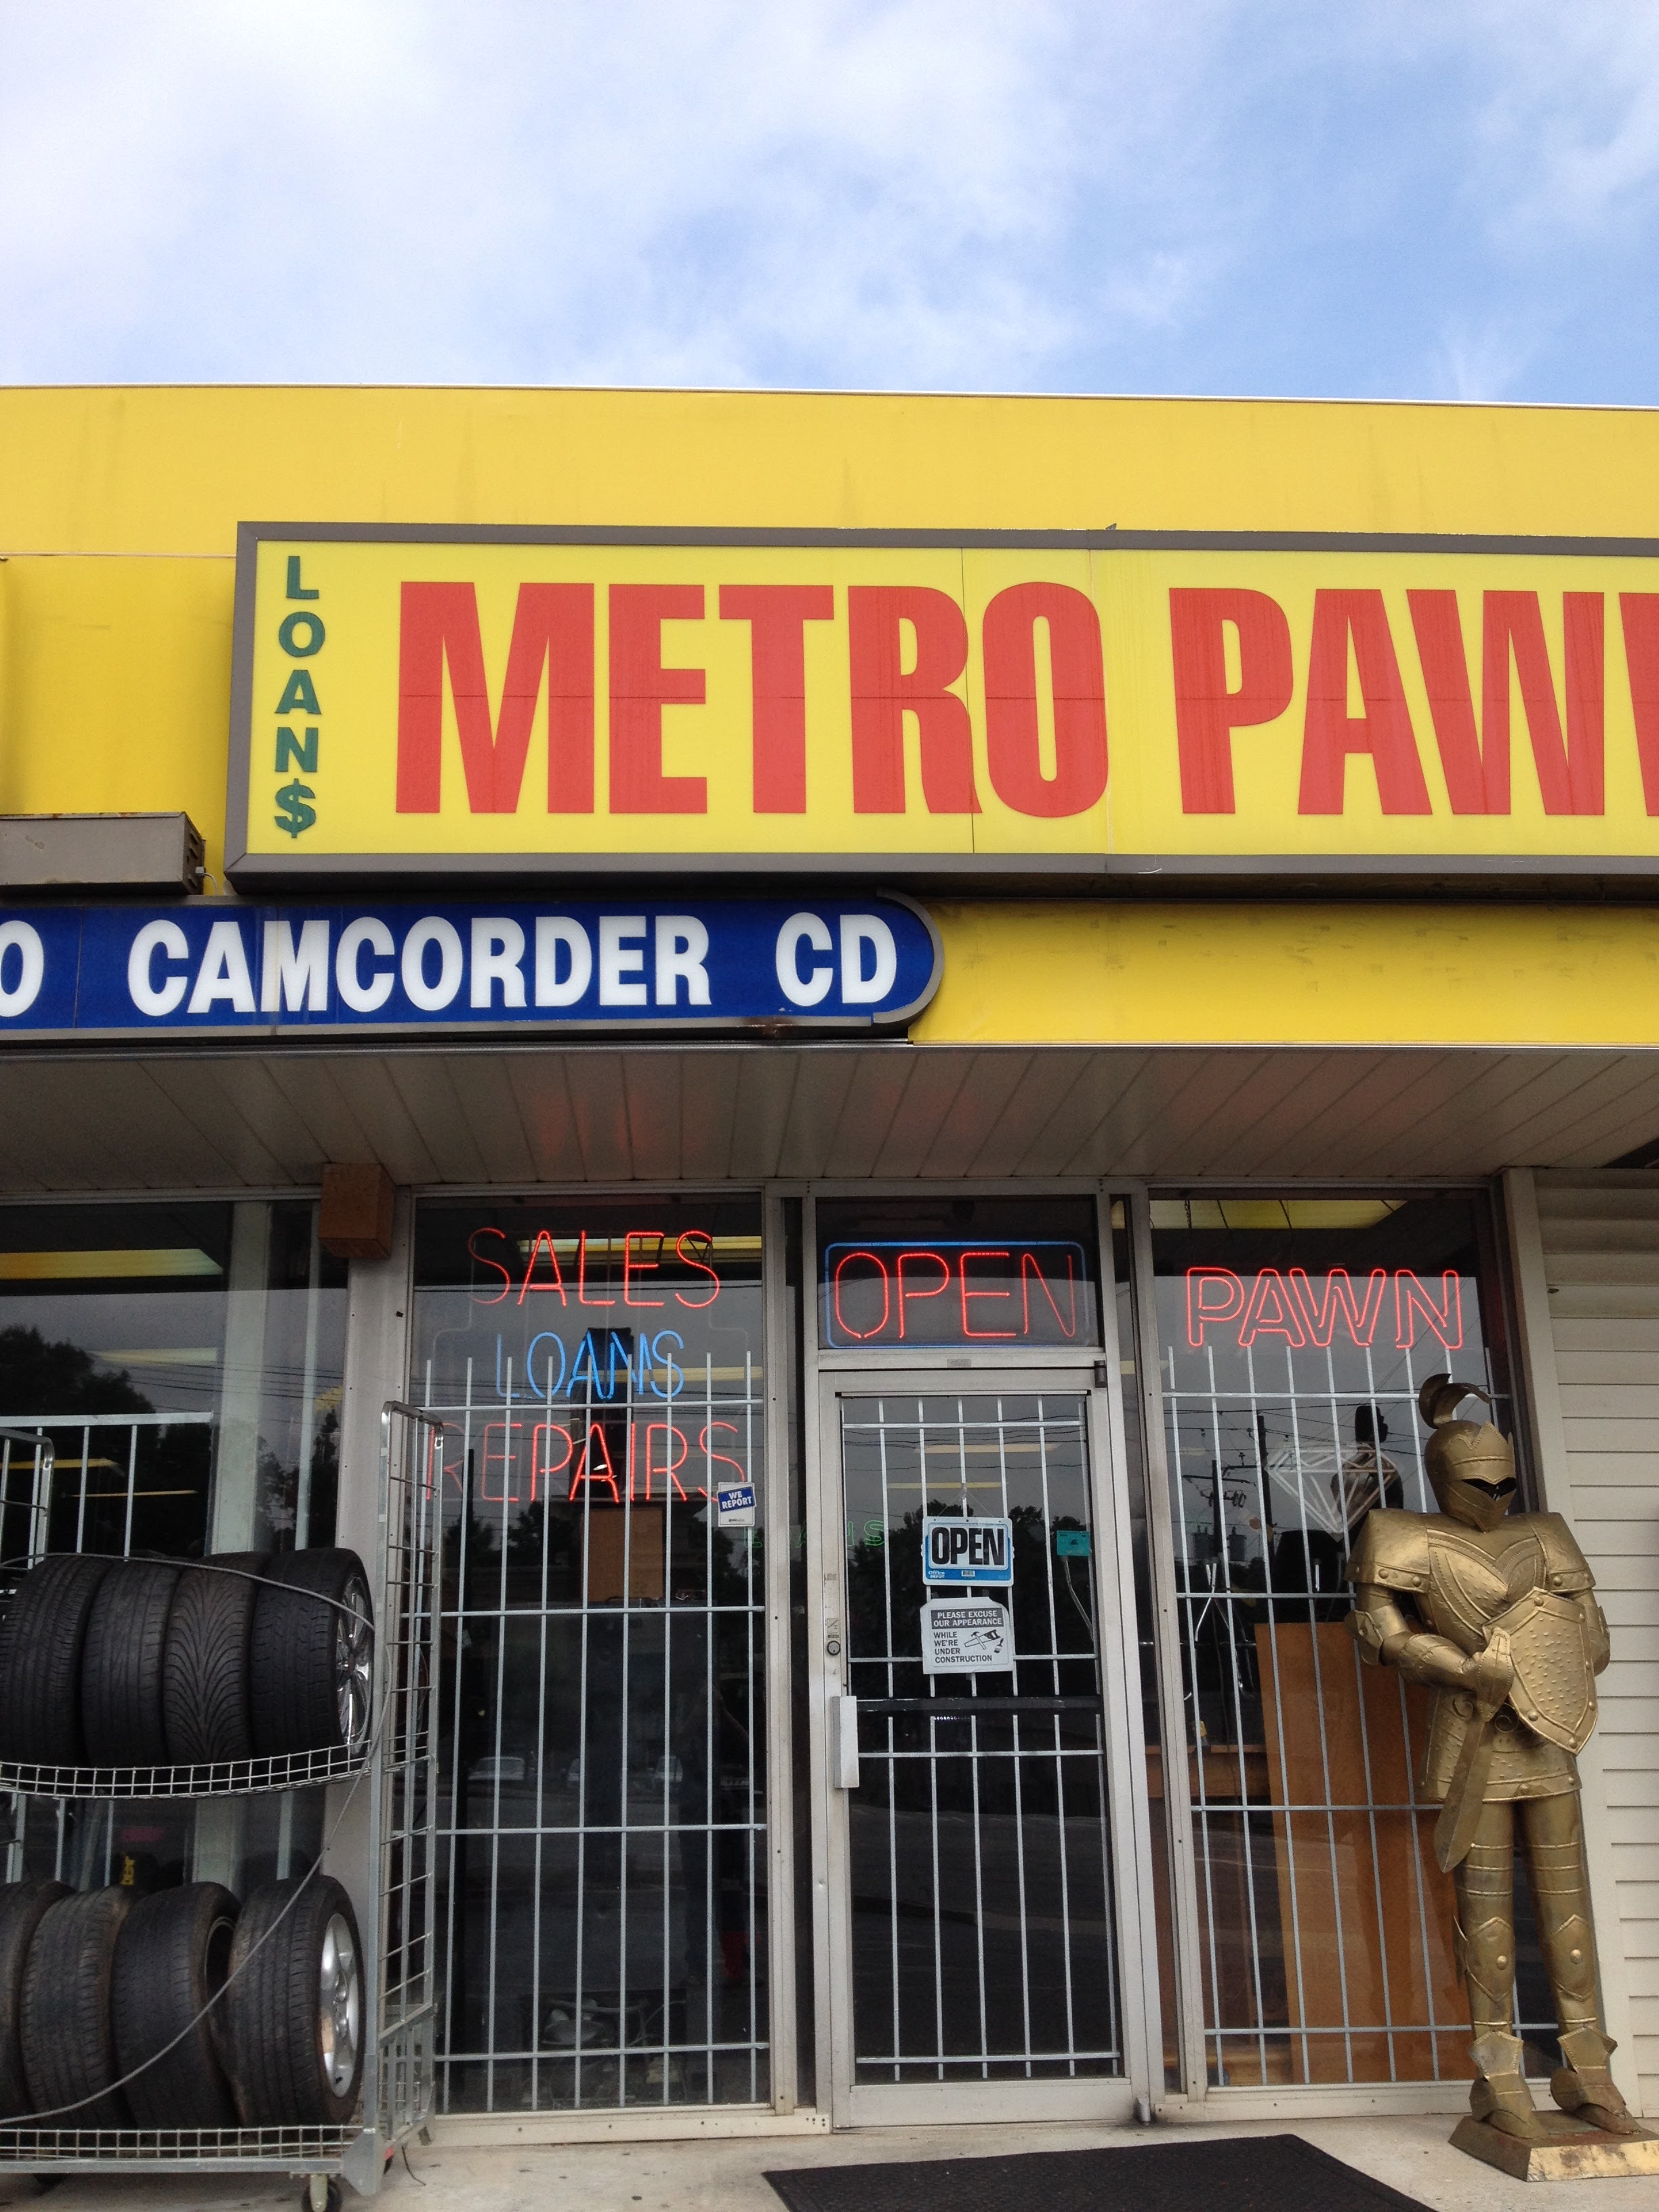 LOAN$
METRO PAW
O CAMCORDER CD
SALES
LOANS
REPAIRS
OPEN
PAWN
WE
REPORT
OPEN
PLEASE EXCUSE
OUR APPEARANCE
WHILE
WE'RE
UNDER
CONSTRUCTION